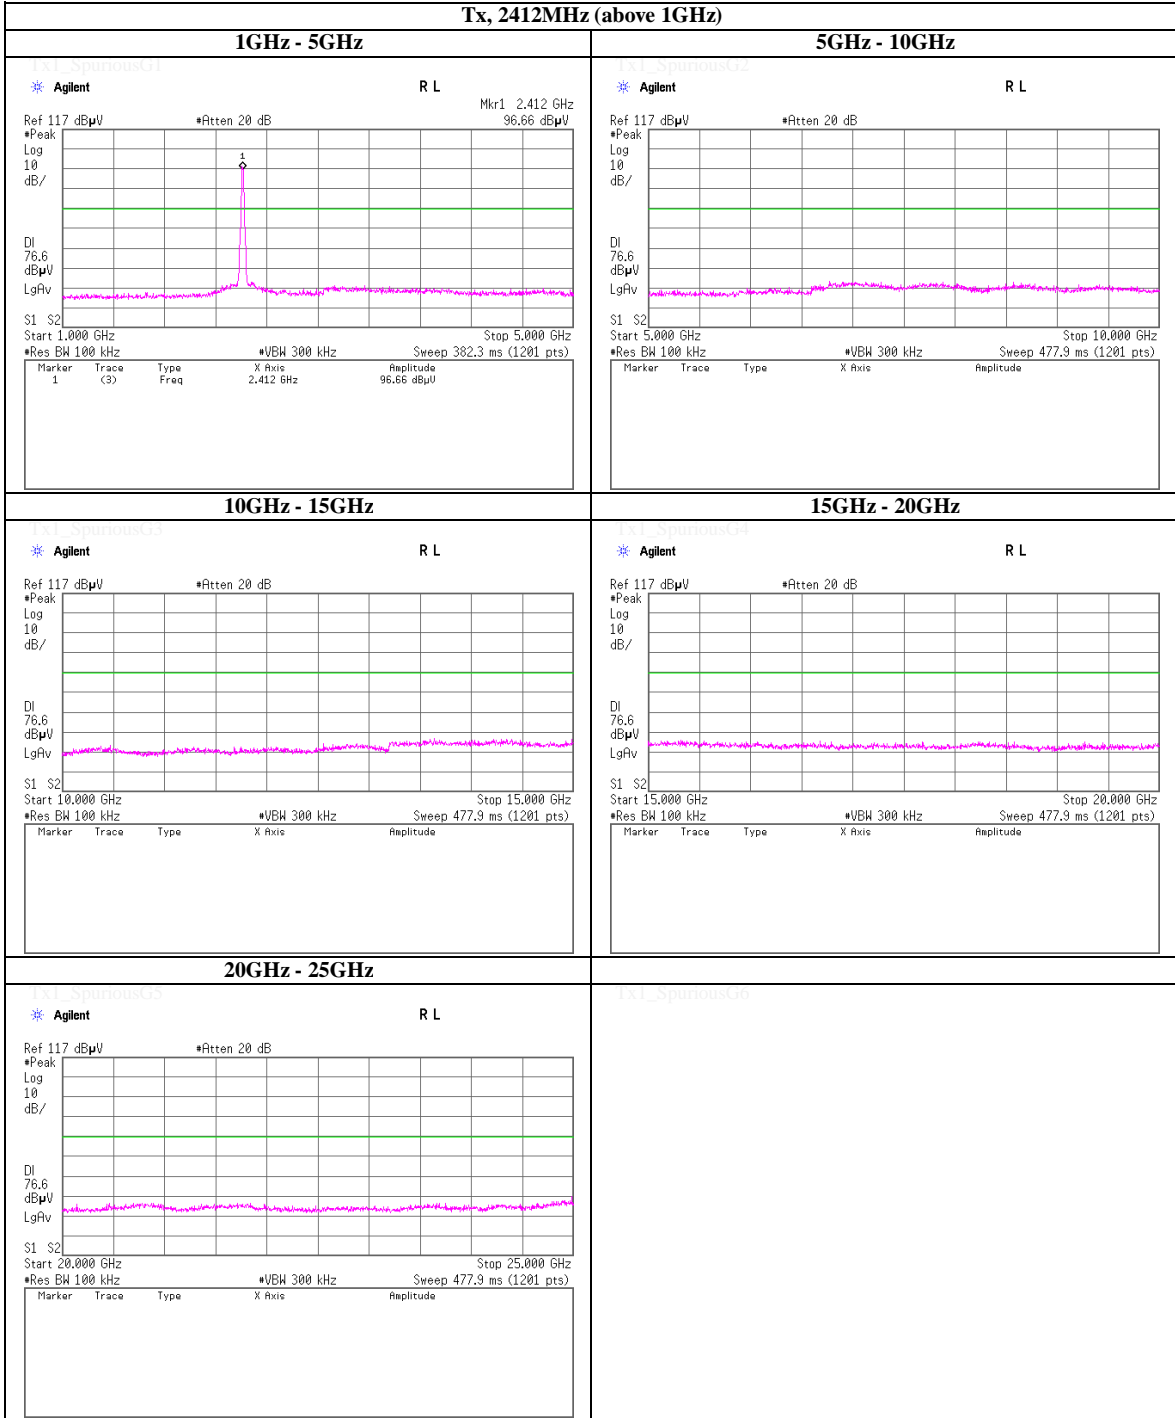 Tx, 2412MHz (above 1GHz)
1GHz - 5GHz
5GHz - 10GHz
Tx1_SpuriousG1
Agilent
R L
Mkr1 2.412 GHz
Ref 117 dBµV
#Atten 20 dB
96.66 dBµV
#Peak
Log
10
dB/
1
DI
76.6
dBµV
LgAv
S1 S2
Start 1.000 GHz
Stop 5.000 GHz
#Res BW 100 kHz
#VBW 300 kHz
Sweep 382.3 ms (1201 pts)
Marker Trace Type X Axis Amplitude
1 (3) Freq 2.412 GHz 96.66 dBµV
Tx1_SpuriousG2
Agilent
R L
Ref 117 dBµV
#Atten 20 dB
#Peak
Log
10
dB/
DI
76.6
dBµV
LgAv
S1 S2
Start 5.000 GHz
Stop 10.000 GHz
#Res BW 100 kHz
#VBW 300 kHz
Sweep 477.9 ms (1201 pts)
Marker Trace Type X Axis Amplitude
10GHz - 15GHz
15GHz - 20GHz
Tx1_SpuriousG3
Agilent
R L
Ref 117 dBµV
#Atten 20 dB
#Peak
Log
10
dB/
DI
76.6
dBµV
LgAv
S1 S2
Start 10.000 GHz
Stop 15.000 GHz
#Res BW 100 kHz
#VBW 300 kHz
Sweep 477.9 ms (1201 pts)
Marker Trace Type X Axis Amplitude
Tx1_SpuriousG4
Agilent
R L
Ref 117 dBµV
#Atten 20 dB
#Peak
Log
10
dB/
DI
76.6
dBµV
LgAv
S1 S2
Start 15.000 GHz
Stop 20.000 GHz
#Res BW 100 kHz
#VBW 300 kHz
Sweep 477.9 ms (1201 pts)
Marker Trace Type X Axis Amplitude
20GHz - 25GHz
Tx1_SpuriousG5
Agilent
R L
Ref 117 dBµV
#Atten 20 dB
#Peak
Log
10
dB/
DI
76.6
dBµV
LgAv
S1 S2
Start 20.000 GHz
Stop 25.000 GHz
#Res BW 100 kHz
#VBW 300 kHz
Sweep 477.9 ms (1201 pts)
Marker Trace Type X Axis Amplitude
Tx1_SpuriousG6